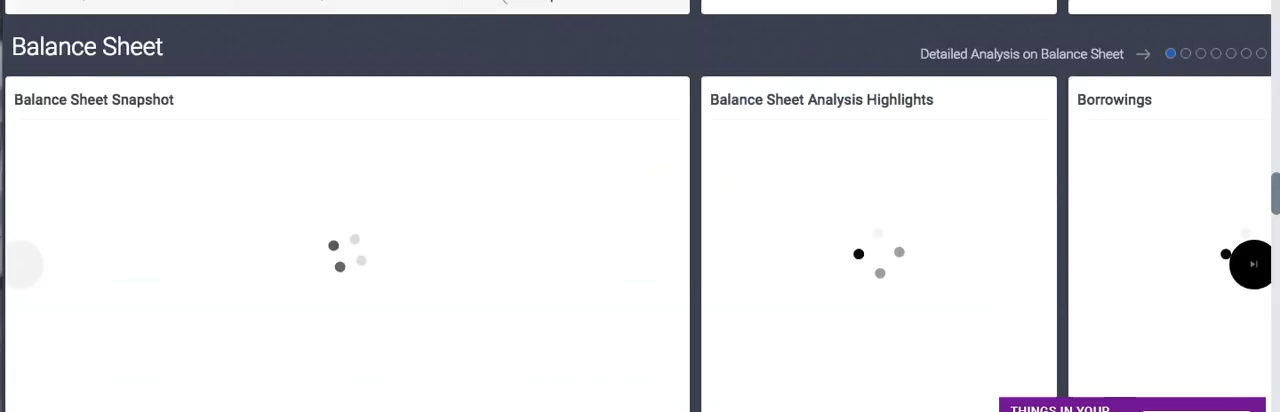 Balance Sheet
Detailed Analysis on Balance Sheet
Balance Sheet Snapshot
Balance Sheet Analysis Highlights
Borrowings
THINGS IN YOUR